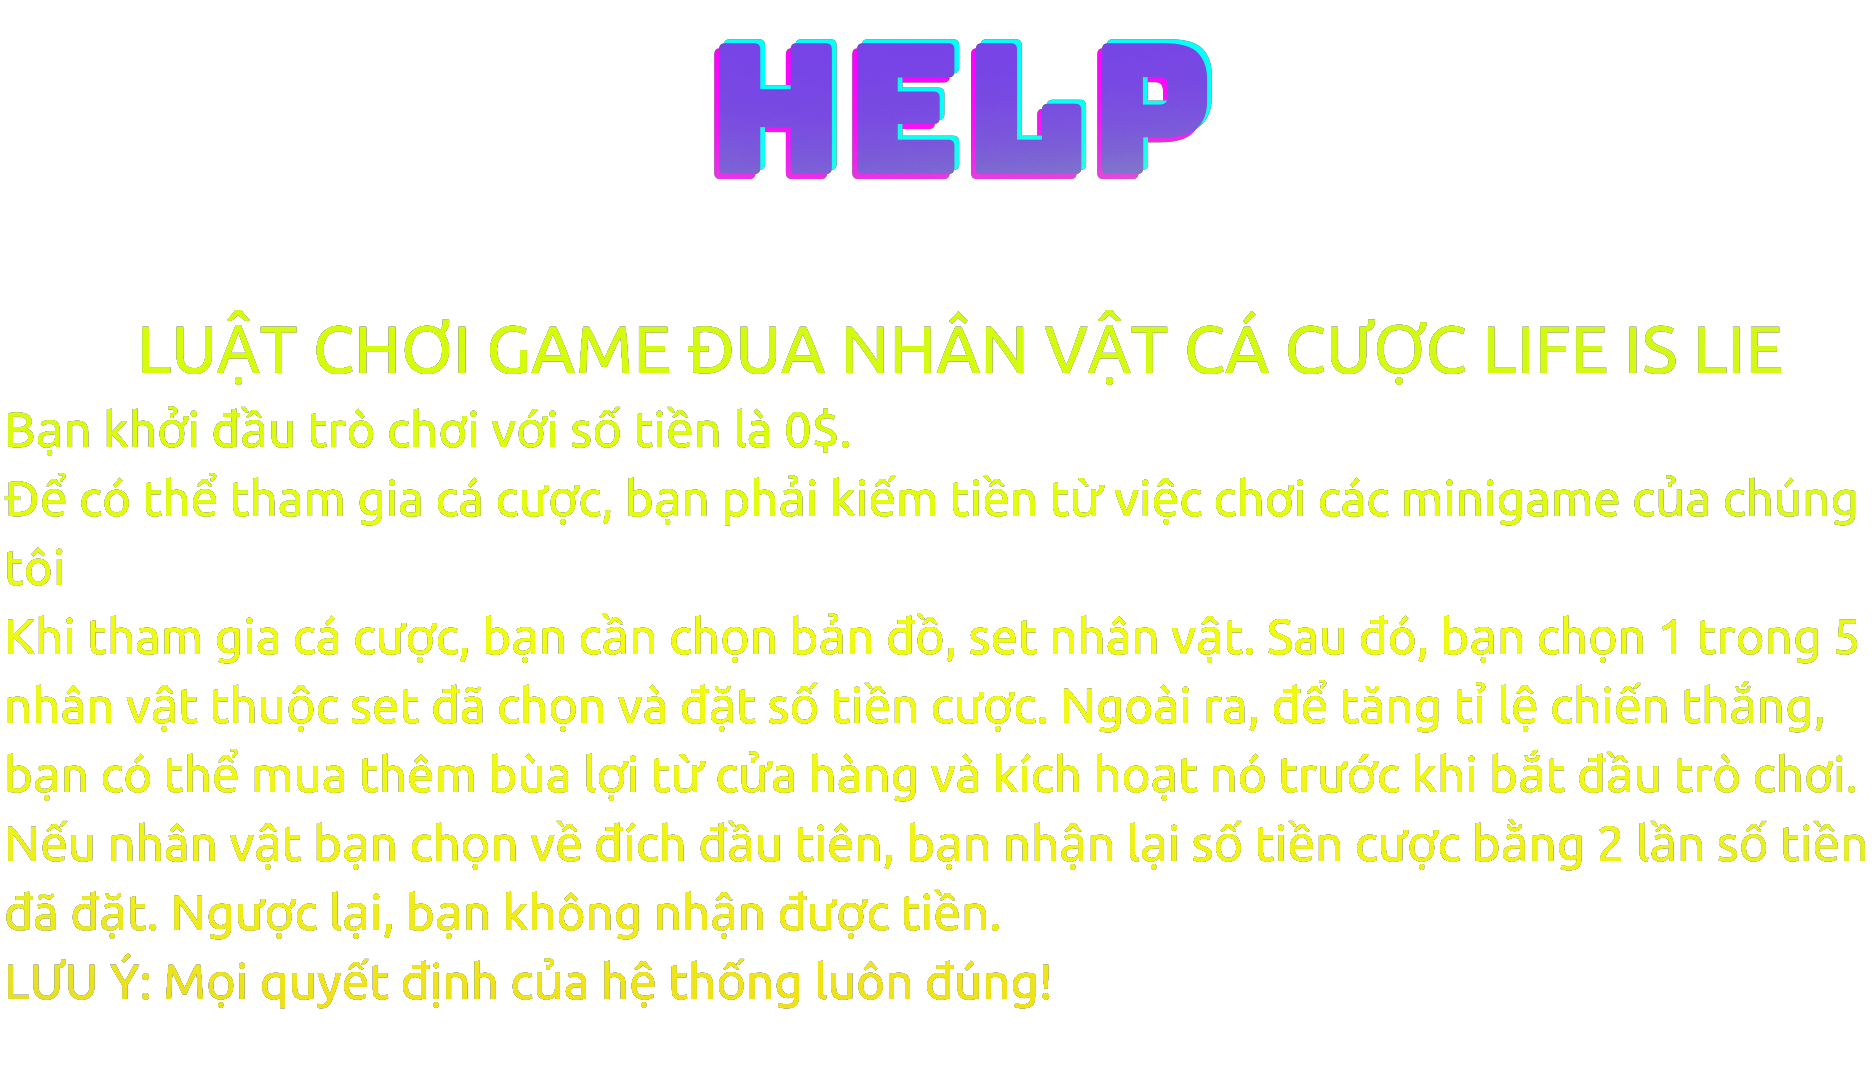 HELP
LUẬT CHƠI GAME ĐUA NHÂN VẬT CÁ CƯỢC LIFE IS LIE
Bạn khởi đầu trò chơi với số tiền là 0$.
Để có thể tham gia cá cược, bạn phải kiếm tiền từ việc chơi các minigame của chúng
tôi
Khi tham gia cá cược, bạn cần chọn bản đồ, set nhân vật. Sau đó, bạn chọn 1 trong 5
nhân vật thuộc set đã chọn và đặt số tiền cược. Ngoài ra, để tăng tỉ lệ chiến thắng,
bạn có thể mua thêm bùa lợi từ cửa hàng và kích hoạt nó trước khi bắt đầu trò chơi.
Nếu nhân vật bạn chọn về đích đầu tiên, bạn nhận lại số tiền cược bằng 2 lần số tiền
đã đặt. Ngược lại, bạn không nhận được tiền.
LƯU Ý: Mọi quyết định của hệ thống luôn đúng!